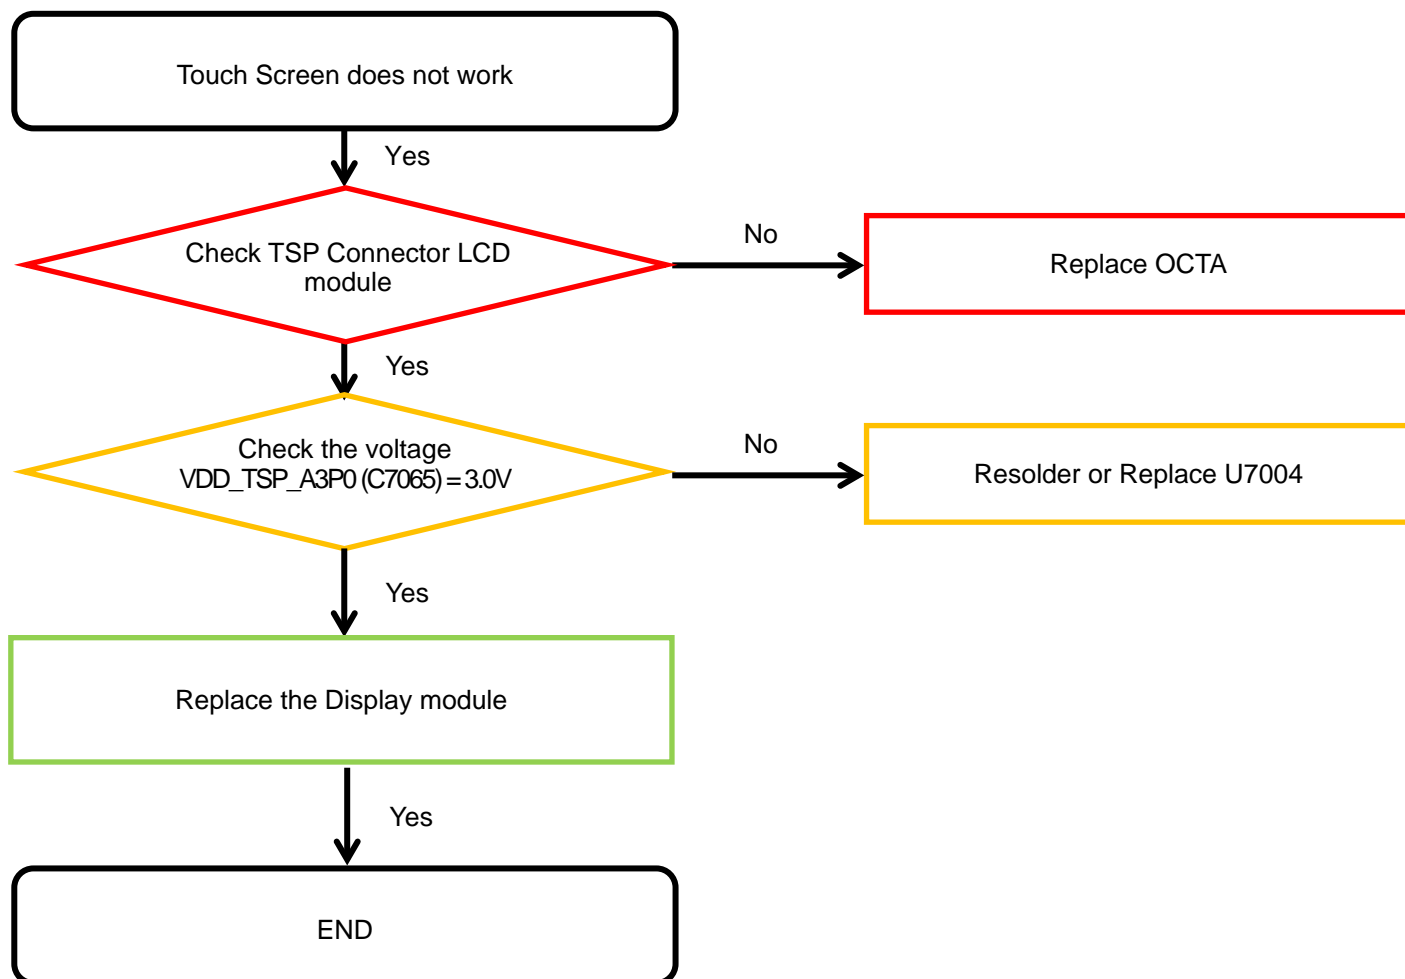 Touch Screen does not work
Yes
Check TSP Connector LCD
module
No
Replace OCTA
Yes
Check the voltage
VDD_TSP_A3P0 (C7065) = 3.0V
No
Resolder or Replace U7004
Yes
Replace the Display module
Yes
END